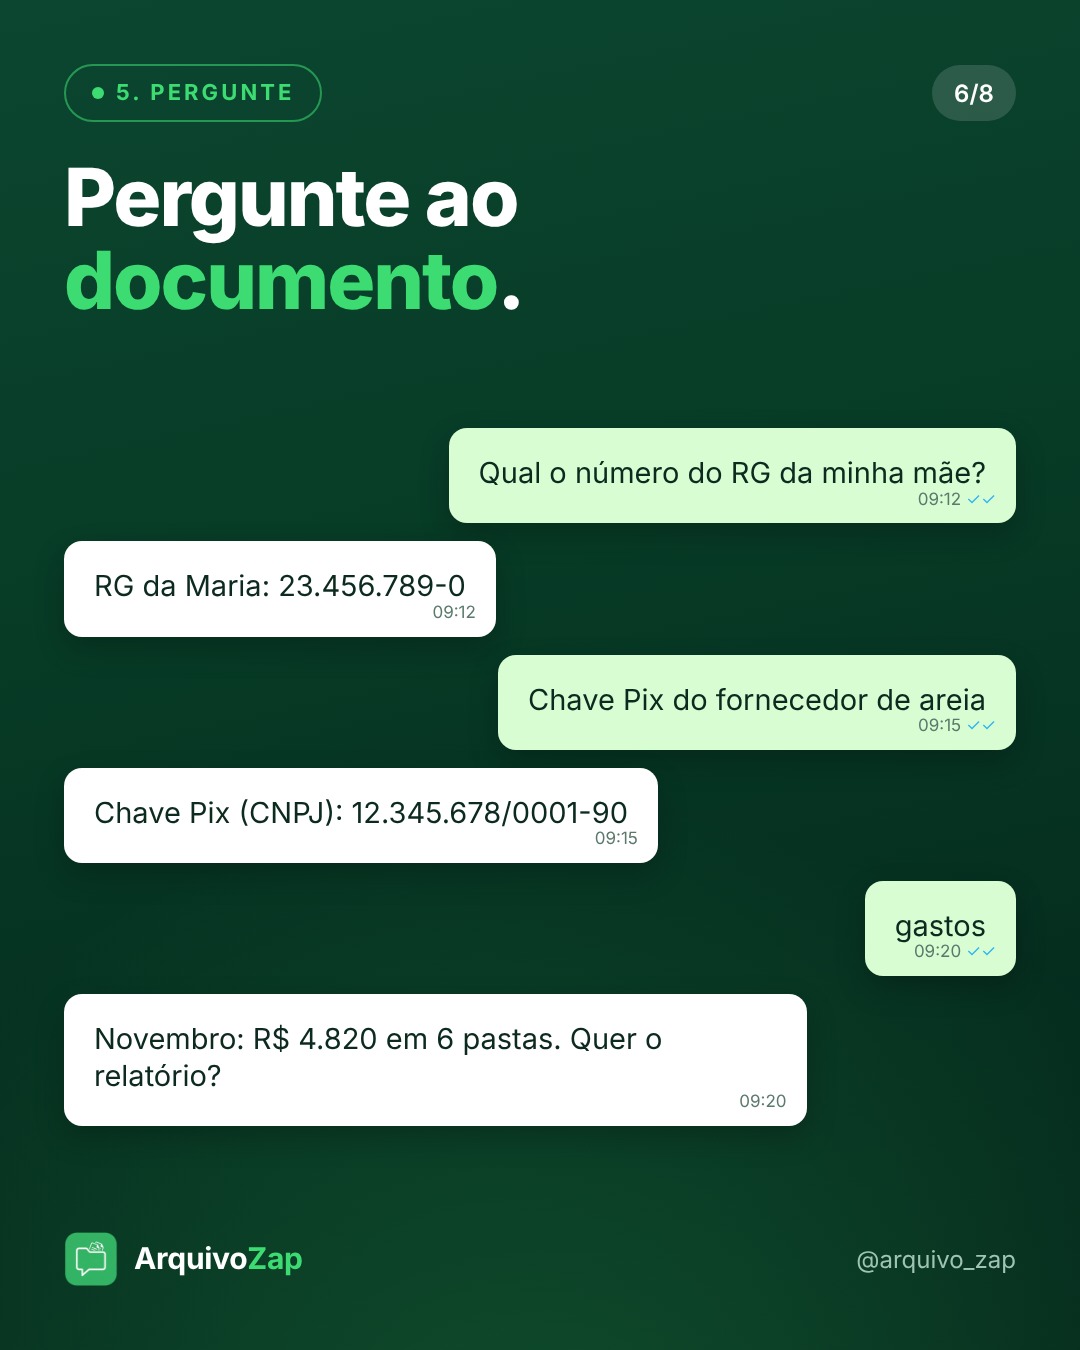 5. PERGUNTE
6/8
Pergunte ao
documento.
Qual o número do RG da minha mãe?
09:12
RG da Maria: 23.456.789-0
09:12
Chave Pix do fornecedor de areia
09:15
Chave Pix (CNPJ): 12.345.678/0001-90
09:15
gastos
09:20
Novembro: R$ 4.820 em 6 pastas. Quer o
relatório?
09:20
ArquivoZap
@arquivo_zap